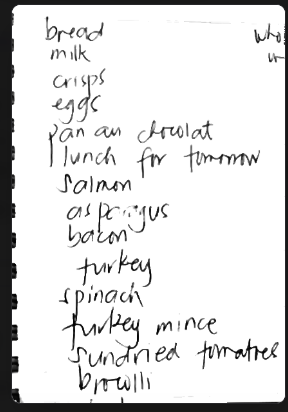 bread
milk
crisps
eggs
pan au chocolat
lunch for tomorrow
salmon
asparagus
bacon
turkey
spinach
turkey mince
sundried tomatoes
brocolli